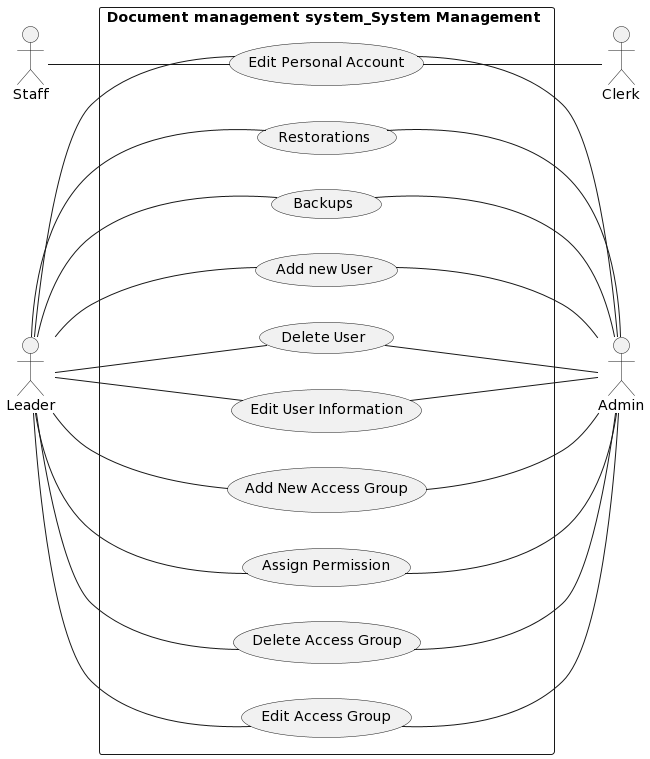 Document management system_System Management
Staff
Edit Personal Account
Clerk
Restorations
Backups
Add new User
Delete User
Leader
Edit User Information
Admin
Add New Access Group
Assign Permission
Delete Access Group
Edit Access Group